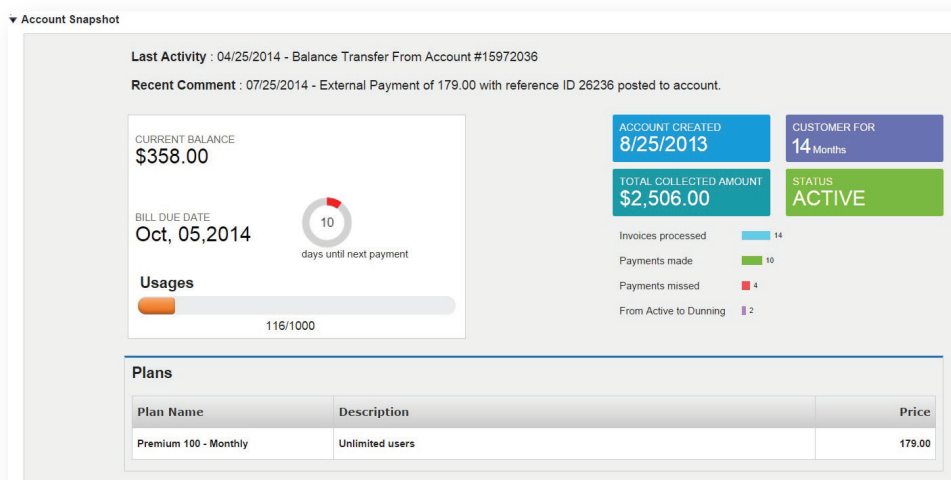 Account Snapshot
Last Activity : 04/25/2014 - Balance Transfer From Account #15972036
Recent Comment : 07/25/2014 - External Payment of 179.00 with reference ID 26236 posted to account.
CURRENT BALANCE
$358.00
BILL DUE DATE
Oct, 05,2014
10
days until next payment
Usages
116/1000
ACCOUNT CREATED
8/25/2013
CUSTOMER FOR
14 Months
TOTAL COLLECTED AMOUNT
$2,506.00
STATUS
ACTIVE
Invoices processed 14
Payments made 10
Payments missed 4
From Active to Dunning 2
Plans
Plan Name Description Price
Premium 100 - Monthly Unlimited users 179.00